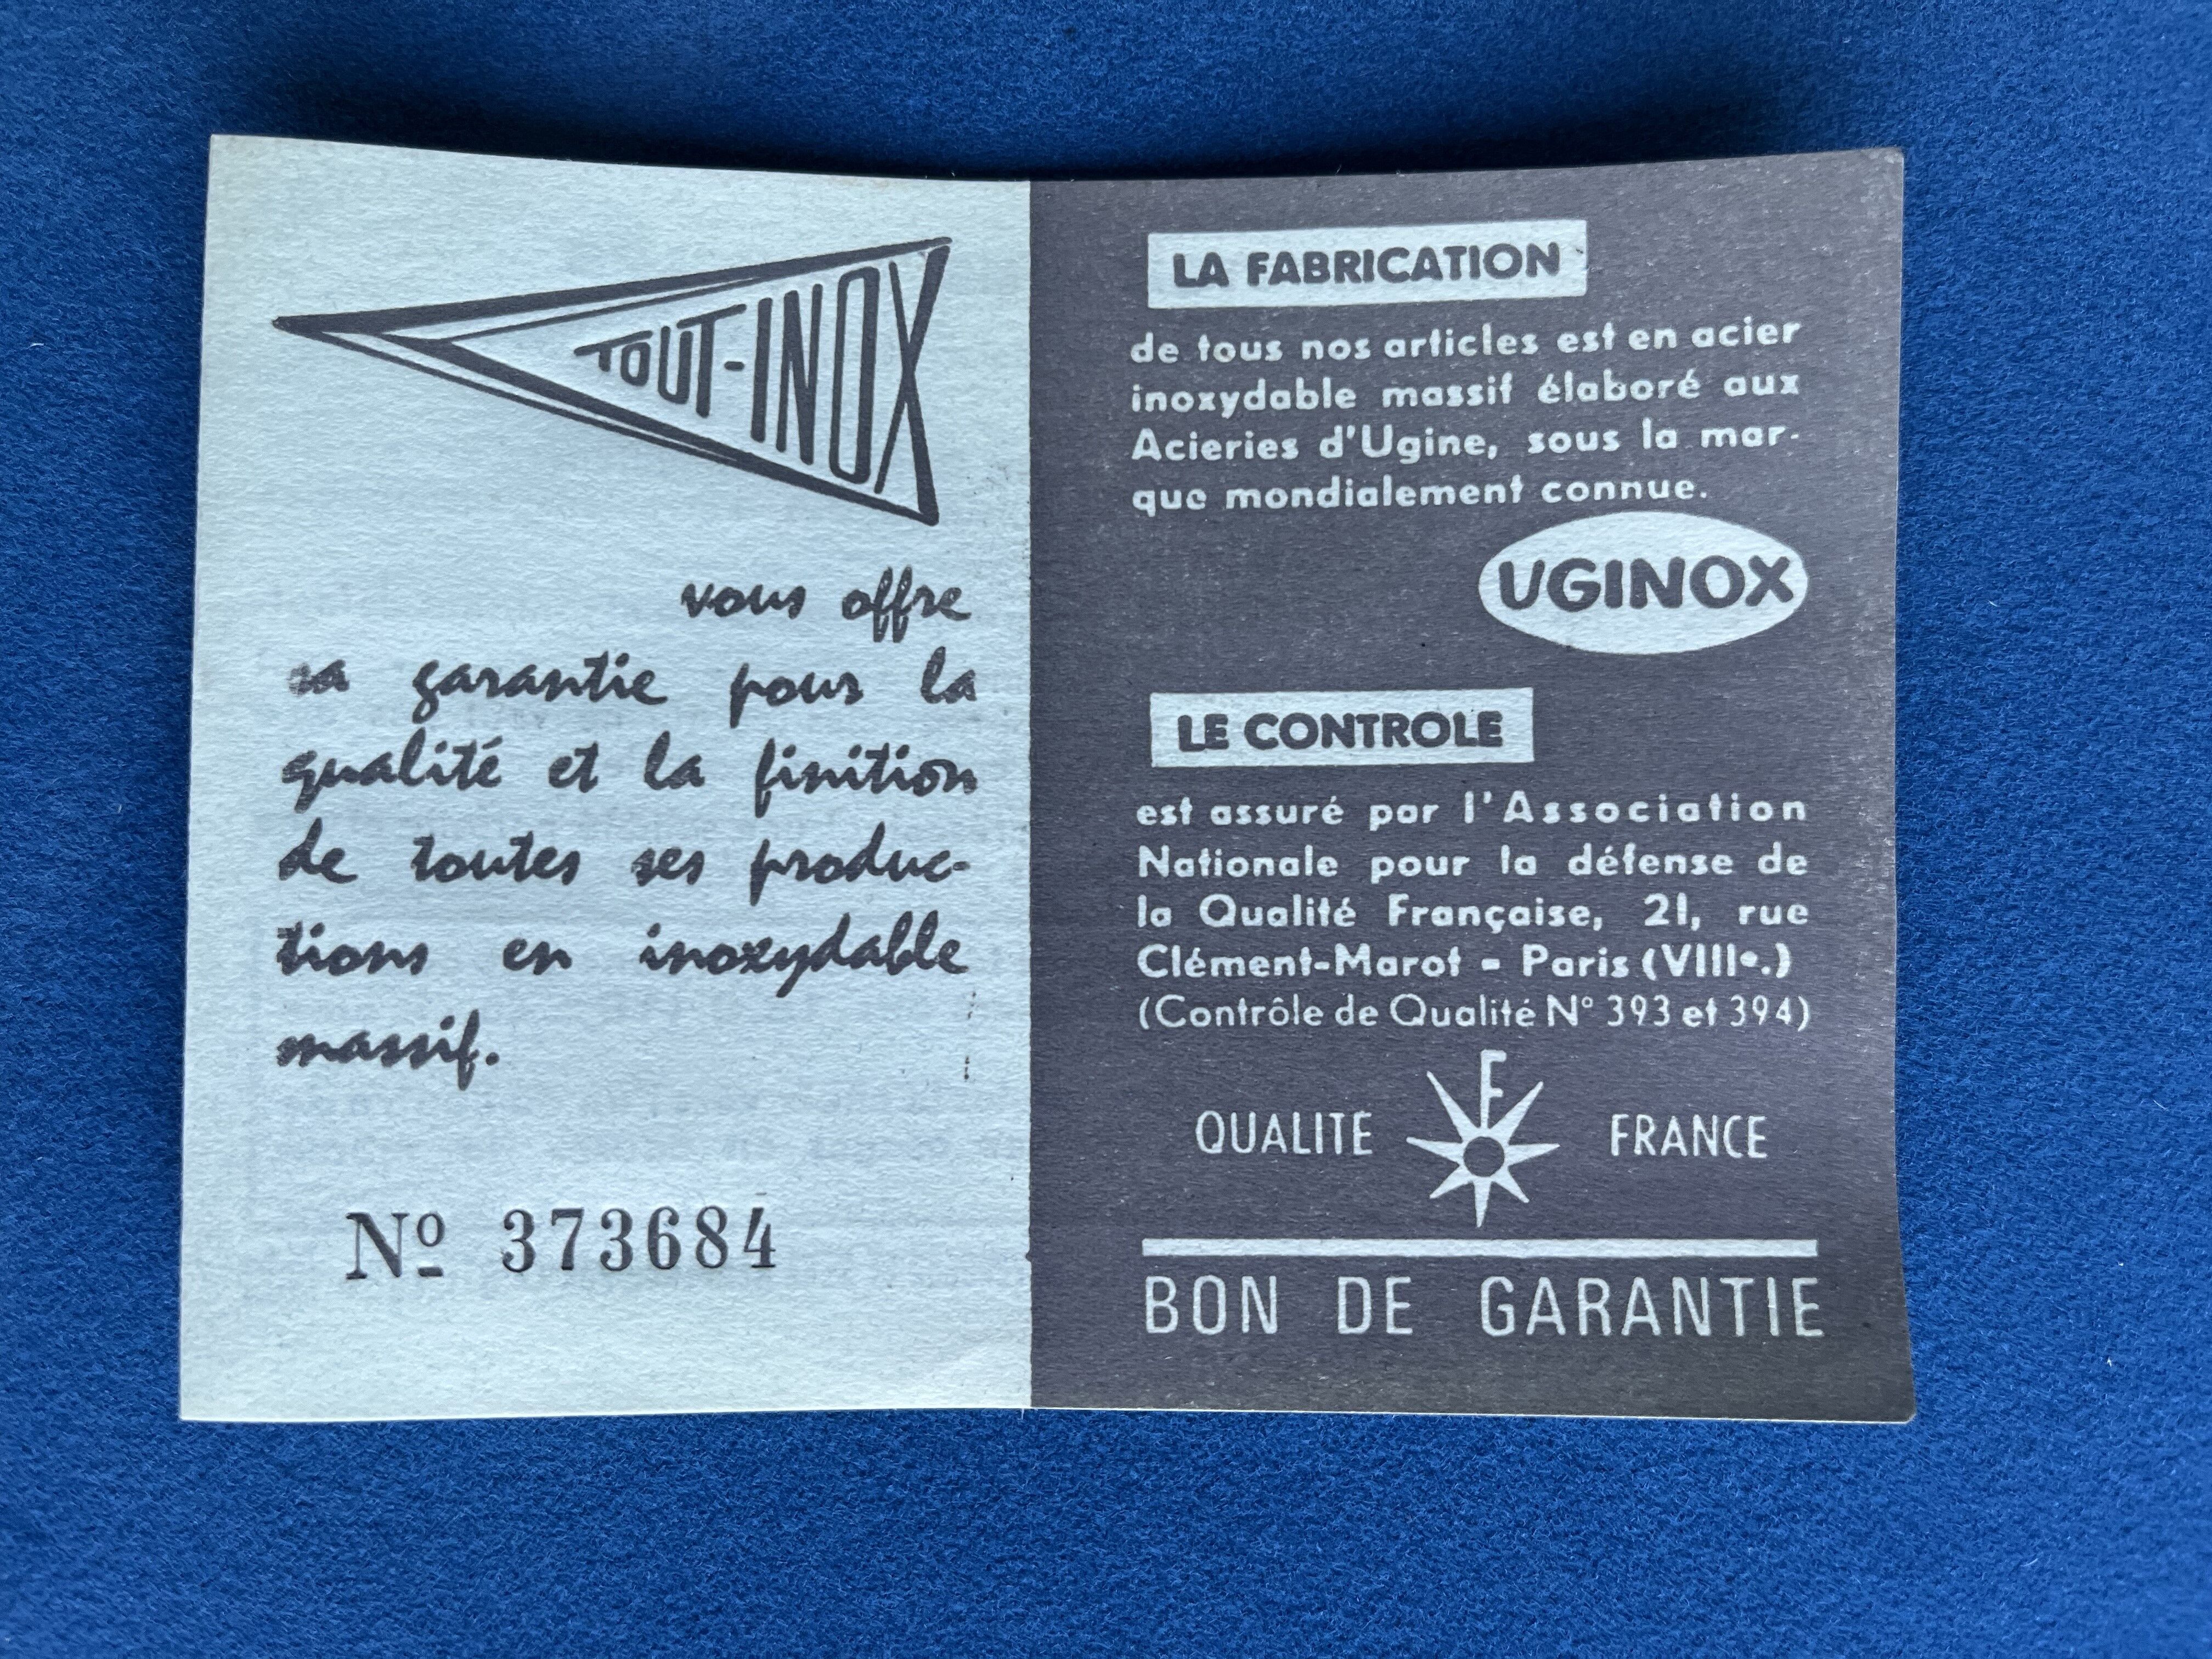 TOUT-INOX
vous offre
sa garantie pour la
qualité et la finition
de toutes ses produc-
tions en inoxydable
massif.
Nº 373684
LA FABRICATION
de tous nos articles est en acier
inoxydable massif élaboré aux
Acieries d'Ugine, sous la mar-
que mondialement connue.
UGINOX
LE CONTROLE
est assuré par l'Association
Nationale pour la défense de
la Qualité Française, 21, rue
Clément-Marot - Paris (VIIIe.)
(Contrôle de Qualité N° 393 et 394)
F
QUALITE FRANCE
BON DE GARANTIE